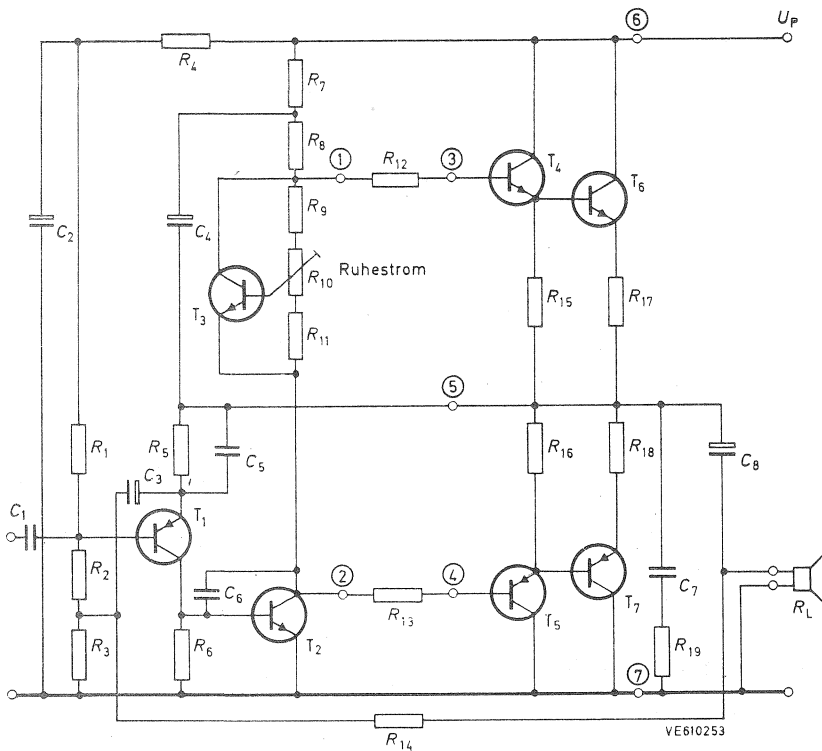 ⑥
U_P
R_4
R_7
R_8
① R_12 ③
T_4
T_6
R_9
C_2
C_4
R_10 Ruhestrom
T_3
R_11
R_15 R_17
⑤
R_1
R_5
C_5
R_16 R_18
C_8
C_3
C_1
T_1
R_2
C_6
② ④
C_7
R_13
T_5
T_7
R_L
R_3
R_6
T_2
R_19
⑦
VE610253
R_14